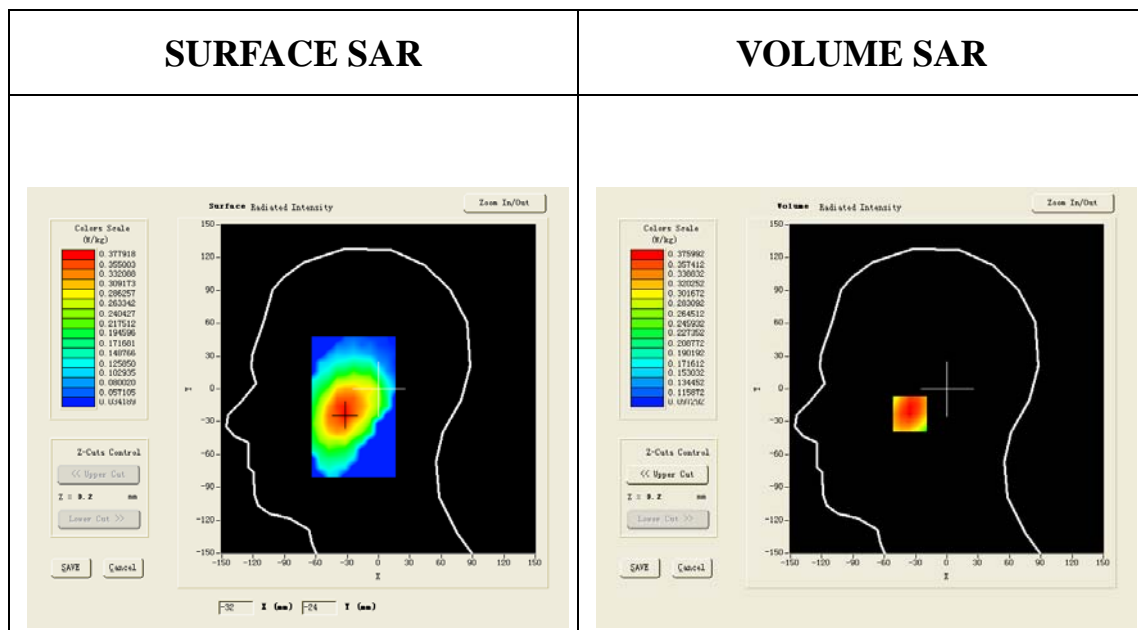 SURFACE SAR
VOLUME SAR
Surface Radiated Intensity
Zoom In/Out
Colors Scale
(W/kg)
0.377918
0.355003
0.332088
0.309173
0.286257
0.263342
0.240427
0.217512
0.194596
0.171681
0.148766
0.125850
0.102935
0.080020
0.057105
0.034189
Z-Cuts Control
<< Upper Cut
Lower Cut >>
SAVE
Cancel
150
120
90
60
30
0
-30
-60
-90
-120
-150
Y
-150 -120 -90 -60 -30 0 30 60 90 120 150
X
-32 X (mm) -24 Y (mm)
Volume Radiated Intensity
Zoom In/Out
Colors Scale
(W/kg)
0.375992
0.357412
0.338832
0.320252
0.301672
0.283092
0.264512
0.245932
0.227352
0.208772
0.190192
0.171612
0.153032
0.134452
0.115872
0.097292
Z-Cuts Control
<< Upper Cut
Lower Cut >>
SAVE
Cancel
150
120
90
60
30
0
-30
-60
-90
-120
-150
Y
-150 -120 -90 -60 -30 0 30 60 90 120 150
X